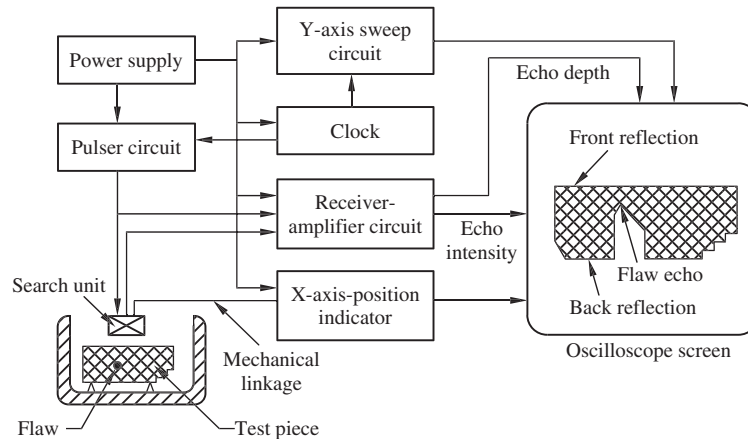 Power supply
Y-axis sweep
circuit
Echo depth
Pulser circuit
Clock
Front reflection
Receiver-
amplifier circuit
Echo
intensity
Flaw echo
Search unit
X-axis-position
indicator
Back reflection
Oscilloscope screen
Mechanical
linkage
Flaw
Test piece